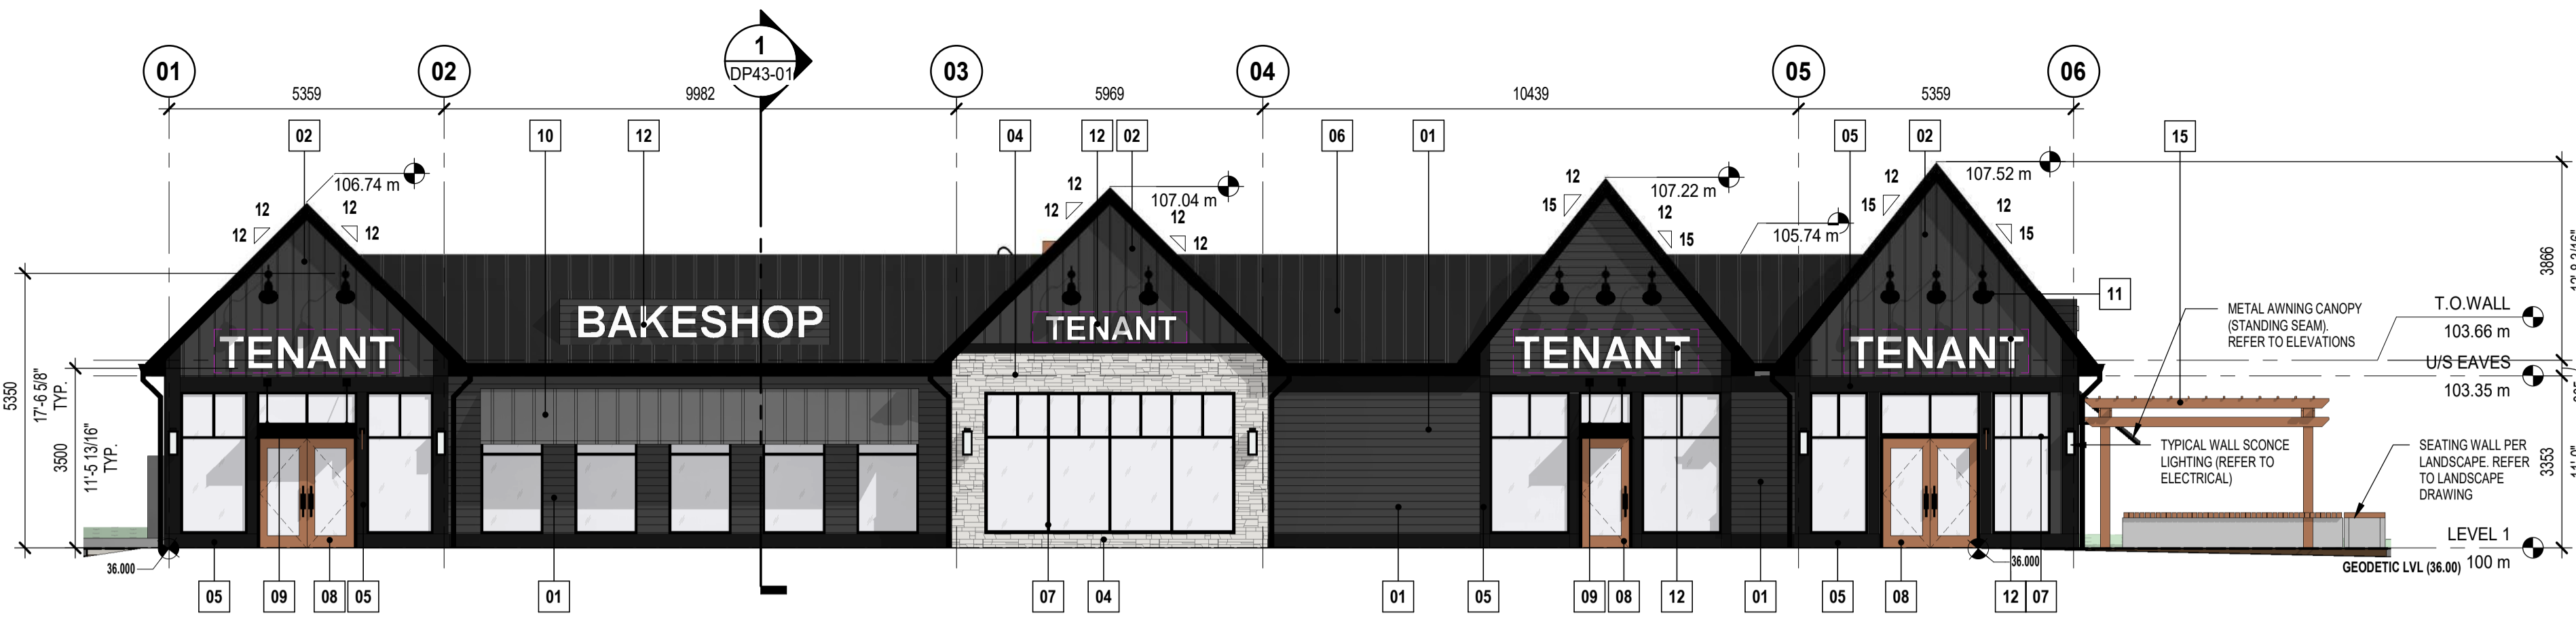 1
DP43-01
01
02
03
04
05
06
5359
9982
5969
10439
5359
02
10
12
04
12
02
06
01
05
02
15
106.74 m
107.04 m
107.22 m
105.74 m
107.52 m
12
12
12
12
12
12
12
12
12
15
12
15
12
15
12
15
11
TENANT
BAKESHOP
TENANT
TENANT
TENANT
METAL AWNING CANOPY
(STANDING SEAM).
REFER TO ELEVATIONS
T.O.WALL
103.66 m
U/S EAVES
103.35 m
TYPICAL WALL SCONCE
LIGHTING (REFER TO
ELECTRICAL)
SEATING WALL PER
LANDSCAPE. REFER
TO LANDSCAPE
DRAWING
LEVEL 1
100 m
GEODETIC LVL (36.00)
5350
17'-6 5/8"
TYP.
3500
11'-5 13/16"
TYP.
3866
3353
36.000
36.000
05
09
08
05
01
07
04
01
05
09
08
12
01
05
08
12
07